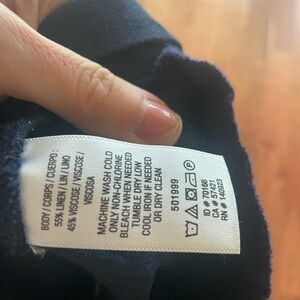 BODY / CORPS / CUERPO :
55% LINEN / LIN / LINO
45% VISCOSE / VISCOSE /
VISCOSA
MACHINE WASH COLD
ONLY NON-CHLORINE
BLEACH WHEN NEEDED
TUMBLE DRY LOW
COOL IRON IF NEEDED
OR DRY CLEAN
501999
ID # 70166
CA # 57421
RN # 140923